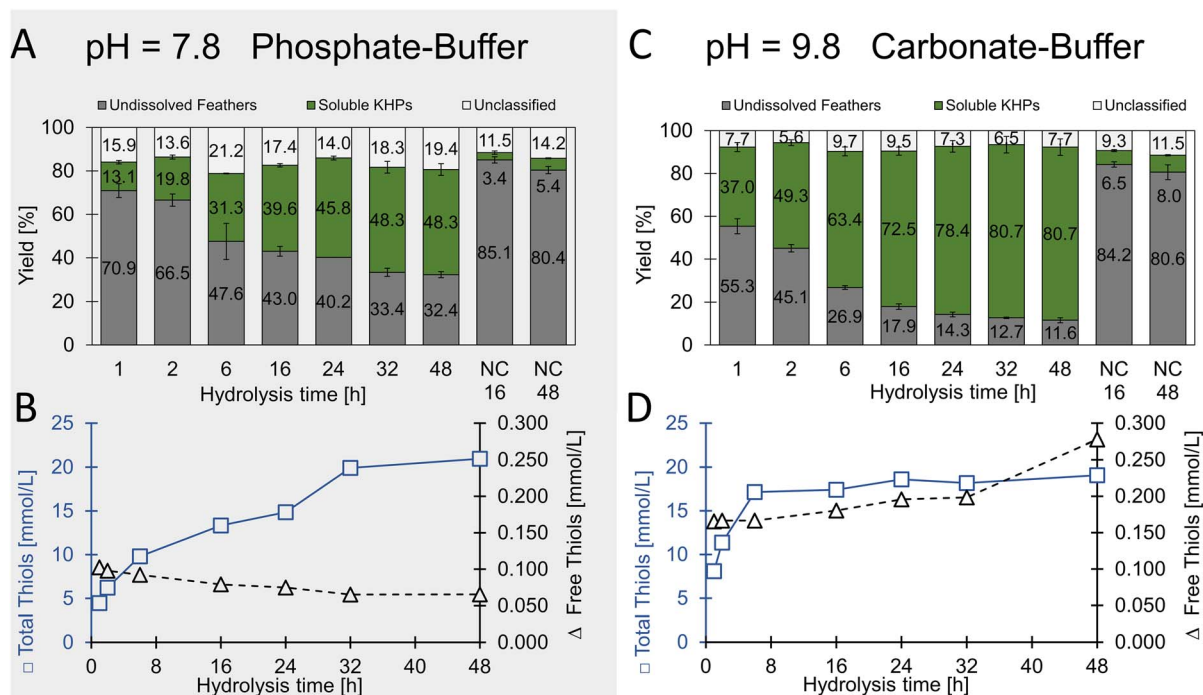 A pH = 7.8 Phosphate-Buffer
Undissolved Feathers Soluble KHPs Unclassified
Yield [%]
100
80
60
40
20
0
15.9 13.6 21.2 17.4 14.0 18.3 19.4 11.5 14.2
13.1 19.8 31.3 39.6 45.8 48.3 48.3 3.4 5.4
70.9 66.5 47.6 43.0 40.2 33.4 32.4 85.1 80.4
1 2 6 16 24 32 48 NC 16 NC 48
Hydrolysis time [h]
B
□ Total Thiols [mmol/L]
25
20
15
10
5
0
0.300
0.250
0.200
0.150
0.100
0.050
0.000
△ Free Thiols [mmol/L]
0 8 16 24 32 40 48
Hydrolysis time [h]
C pH = 9.8 Carbonate-Buffer
Undissolved Feathers Soluble KHPs Unclassified
Yield [%]
100
80
60
40
20
0
7.7 5.6 9.7 9.5 7.3 6.5 7.7 9.3 11.5
37.0 49.3 63.4 72.5 78.4 80.7 80.7 6.5 8.0
55.3 45.1 26.9 17.9 14.3 12.7 11.6 84.2 80.6
1 2 6 16 24 32 48 NC 16 NC 48
Hydrolysis time [h]
D
□ Total Thiols [mmol/L]
25
20
15
10
5
0
0.300
0.250
0.200
0.150
0.100
0.050
0.000
△ Free Thiols [mmol/L]
0 8 16 24 32 40 48
Hydrolysis time [h]